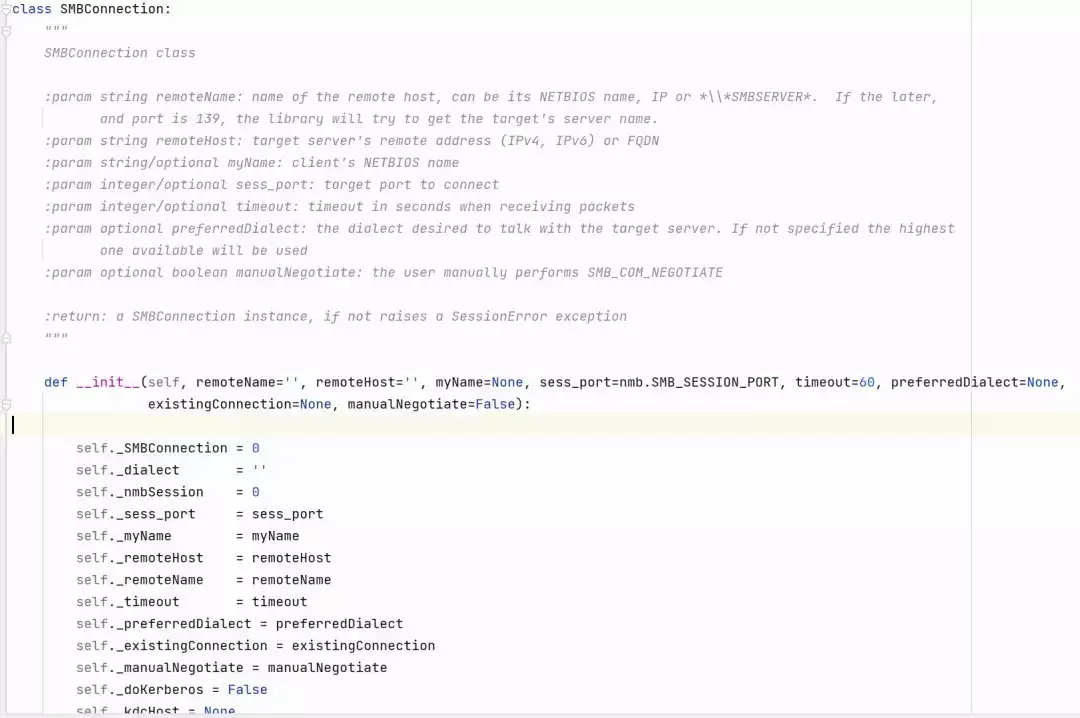 class SMBConnection:
    """
    SMBConnection class

    :param string remoteName: name of the remote host, can be its NETBIOS name, IP or *\\*SMBSERVER*.  If the later,
           and port is 139, the library will try to get the target's server name.
    :param string remoteHost: target server's remote address (IPv4, IPv6) or FQDN
    :param string/optional myName: client's NETBIOS name
    :param integer/optional sess_port: target port to connect
    :param integer/optional timeout: timeout in seconds when receiving packets
    :param optional preferredDialect: the dialect desired to talk with the target server. If not specified the highest
           one available will be used
    :param optional boolean manualNegotiate: the user manually performs SMB_COM_NEGOTIATE

    :return: a SMBConnection instance, if not raises a SessionError exception
    """

    def __init__(self, remoteName='', remoteHost='', myName=None, sess_port=nmb.SMB_SESSION_PORT, timeout=60, preferredDialect=None,
                 existingConnection=None, manualNegotiate=False):

        self._SMBConnection = 0
        self._dialect       = ''
        self._nmbSession    = 0
        self._sess_port     = sess_port
        self._myName        = myName
        self._remoteHost    = remoteHost
        self._remoteName    = remoteName
        self._timeout       = timeout
        self._preferredDialect = preferredDialect
        self._existingConnection = existingConnection
        self._manualNegotiate = manualNegotiate
        self._doKerberos = False
        self._kdcHost = None